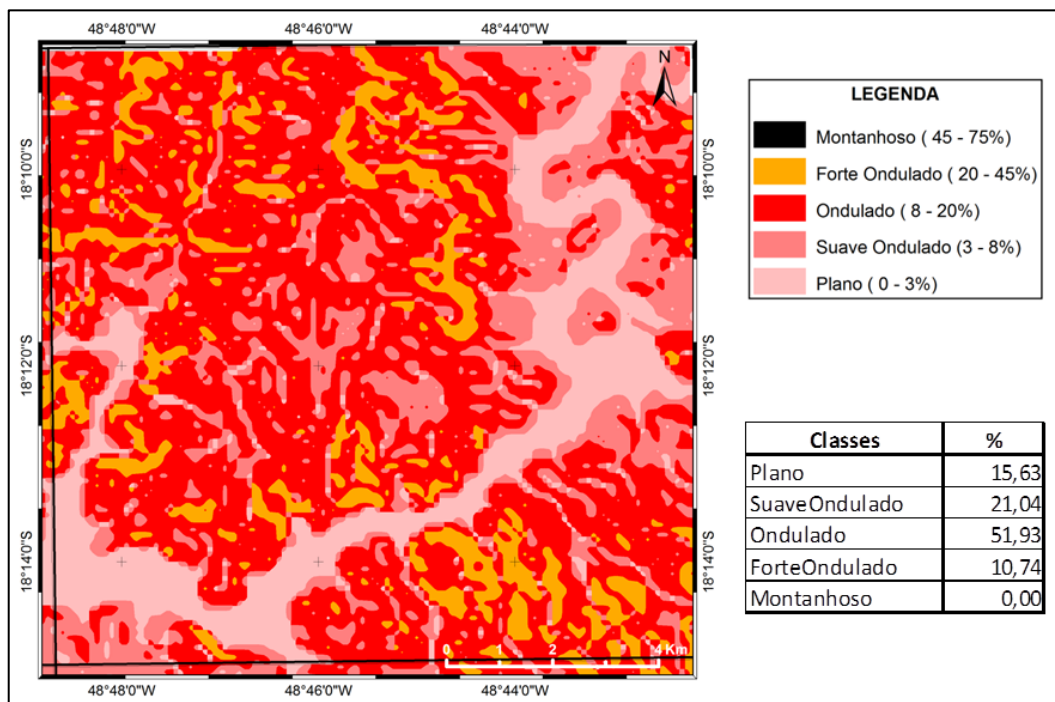 48°48'0"W 48°46'0"W 48°44'0"W
N
18°10'0"S
18°12'0"S
18°14'0"S
18°10'0"S
18°12'0"S
18°14'0"S
0 1 2 4 Km
48°48'0"W 48°46'0"W 48°44'0"W
LEGENDA
Montanhoso ( 45 - 75%)
Forte Ondulado ( 20 - 45%)
Ondulado ( 8 - 20%)
Suave Ondulado (3 - 8%)
Plano ( 0 - 3%)
Classes %
Plano 15,63
SuaveOndulado 21,04
Ondulado 51,93
ForteOndulado 10,74
Montanhoso 0,00